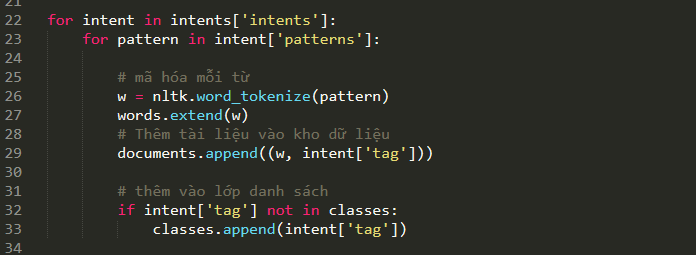 21
22 for intent in intents['intents']:
23     for pattern in intent['patterns']:
24
25         # mã hóa mỗi từ
26         w = nltk.word_tokenize(pattern)
27         words.extend(w)
28         # Thêm tài liệu vào kho dữ liệu
29         documents.append((w, intent['tag']))
30
31         # thêm vào lớp danh sách
32         if intent['tag'] not in classes:
33             classes.append(intent['tag'])
34